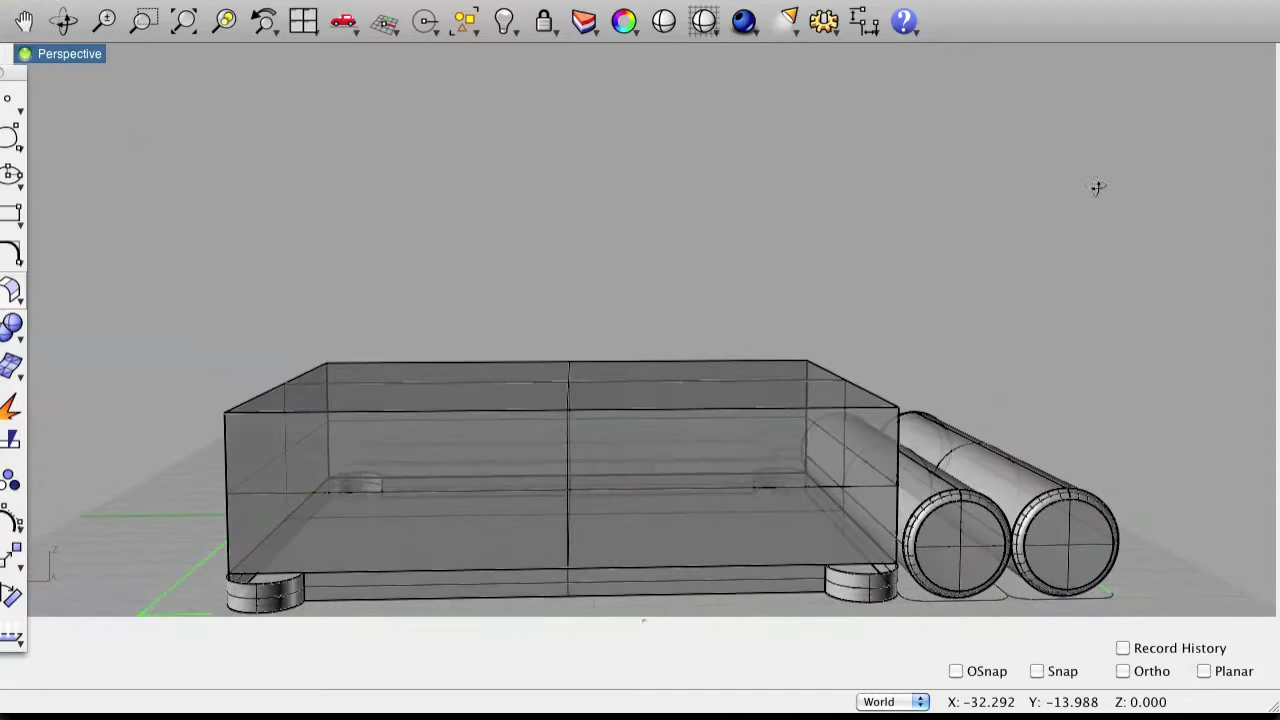 ?
Perspective
z
x
Record History
OSnap
Snap
Ortho
Planar
World
X: -32.292 Y: -13.988 Z: 0.000